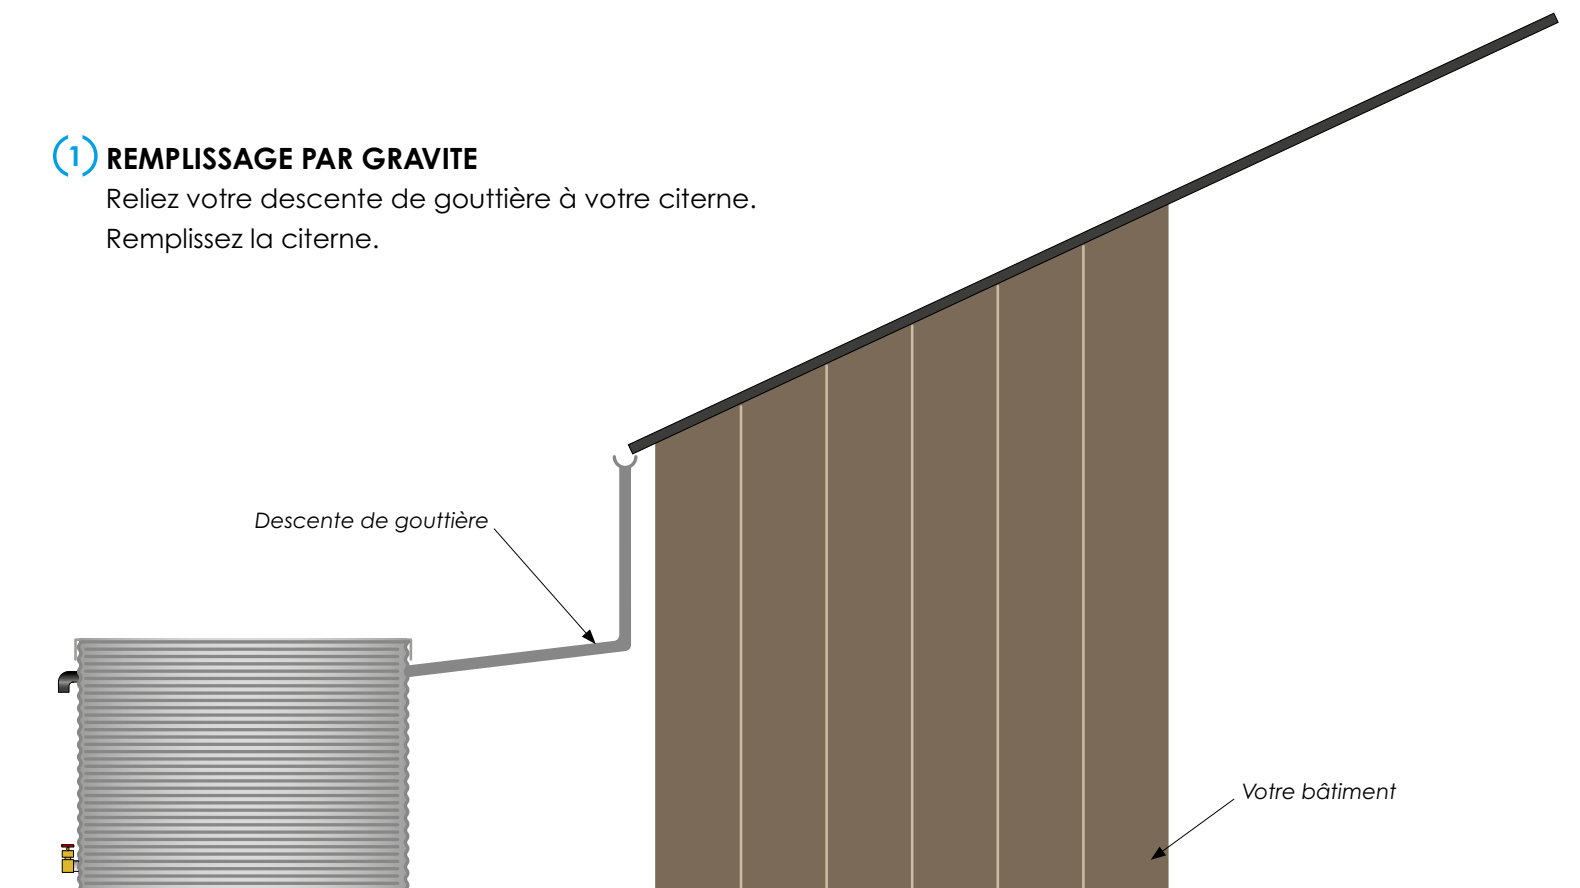 (1) REMPLISSAGE PAR GRAVITE
Reliez votre descente de gouttière à votre citerne.
Remplissez la citerne.
Descente de gouttière
Votre bâtiment